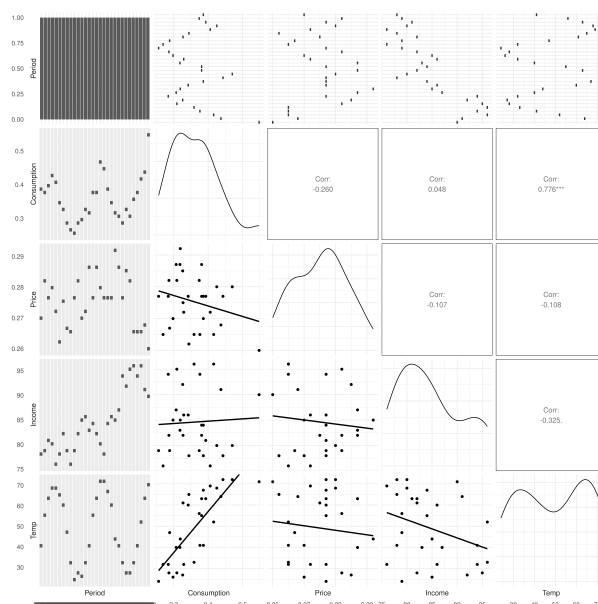 1.00
0.75
0.50
0.25
0.00
Period
0.5
0.4
0.3
Consumption
Corr:
-0.260
Corr:
0.048
Corr:
0.776***
0.29
0.28
0.27
0.26
Price
Corr:
-0.107
Corr:
-0.108
95
90
85
80
75
Income
Corr:
-0.325.
70
60
50
40
30
Temp
Period
Consumption
Price
Income
Temp